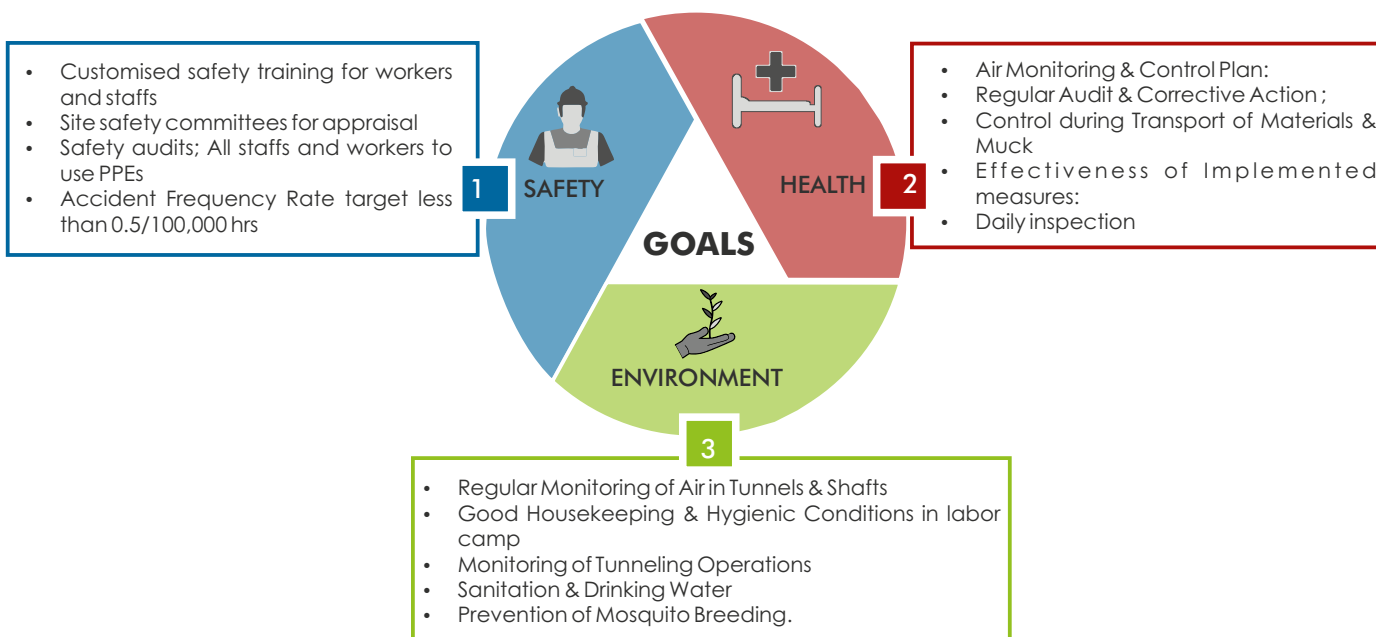 • Customised safety training for workers
and staffs
• Site safety committees for appraisal
• Safety audits; All staffs and workers to
use PPEs
• Accident Frequency Rate target less
than 0.5/100,000 hrs
1
SAFETY
HEALTH
2
• Air Monitoring & Control Plan:
• Regular Audit & Corrective Action ;
• Control during Transport of Materials &
Muck
• Effectiveness of Implemented
measures:
• Daily inspection
GOALS
ENVIRONMENT
3
• Regular Monitoring of Air in Tunnels & Shafts
• Good Housekeeping & Hygienic Conditions in labor
camp
• Monitoring of Tunneling Operations
• Sanitation & Drinking Water
• Prevention of Mosquito Breeding.